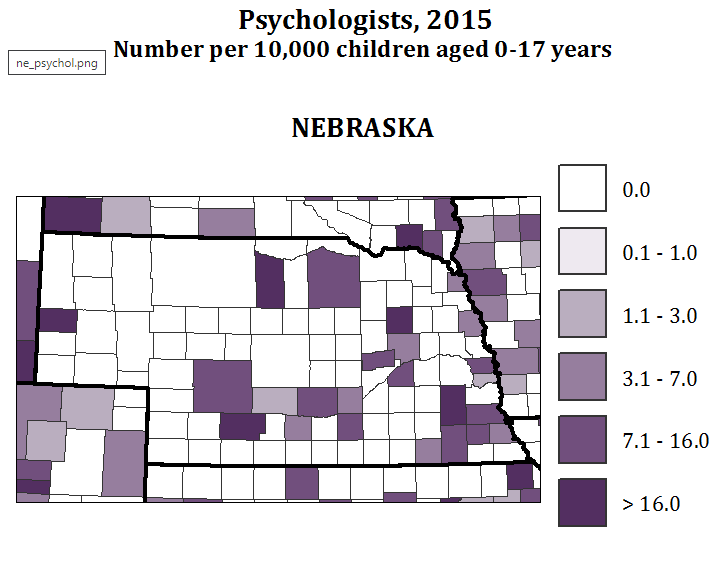 Psychologists, 2015
Number per 10,000 children aged 0-17 years
ne_psychol.png
NEBRASKA
0.0
0.1 - 1.0
1.1 - 3.0
3.1 - 7.0
7.1 - 16.0
> 16.0